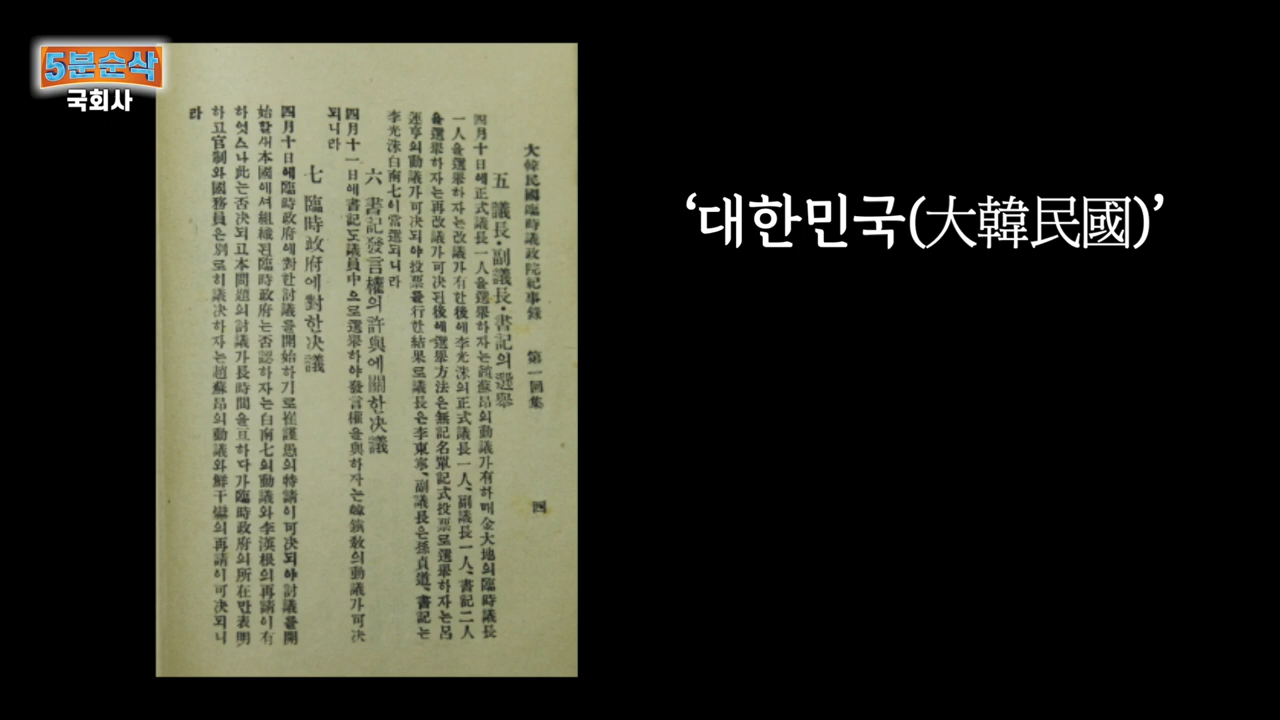 5분순삭
국회사
‘대한민국(大韓民國)’
大韓民國臨時議政院紀事錄 第一回集 四
五 議長·副議長·書記의 選舉
四月十日에 正式議長一人을 選舉하자는 趙蘇昂의 動議가 有하매 金大地의 臨時議長
一人을 選舉하자는 改議가 有한 後에 李光洙의 正式議長一人、副議長一人、書記二人
을 選舉하자는 再改議가 可決된 後에 選舉方法은 無記名單記式投票로 選舉하자는 呂
運亨의 動議가 可決되야 投票를 行한 結果로 議長은 李東寧、副議長은 孫貞道、書記는
李光洙 白南七이 當選되니라
六 書記發言權의 許與에 關한 决議
四月十一日에 書記도 議員中으로 選舉하야 發言權을 與하자는 韓鎭敎의 動議가 可決
되니라
七 臨時政府에 對한 决議
四月十日에 臨時政府에 對한 討議를 開始하기로 崔謹愚의 特請이 可決되야 討議를 開
始할새 本國에셔 組織된 臨時政府는 否認하자는 白南七의 動議와 李漢根의 再請이 有
하엿스나 此는 否決되고 本問題의 討議가 長時間을 亘하다가 臨時政府의 所在만 表明
하고 官制와 國務員은 別로히 議決하자는 趙蘇昂의 動議와 鮮于爀의 再請이 可決되니
라